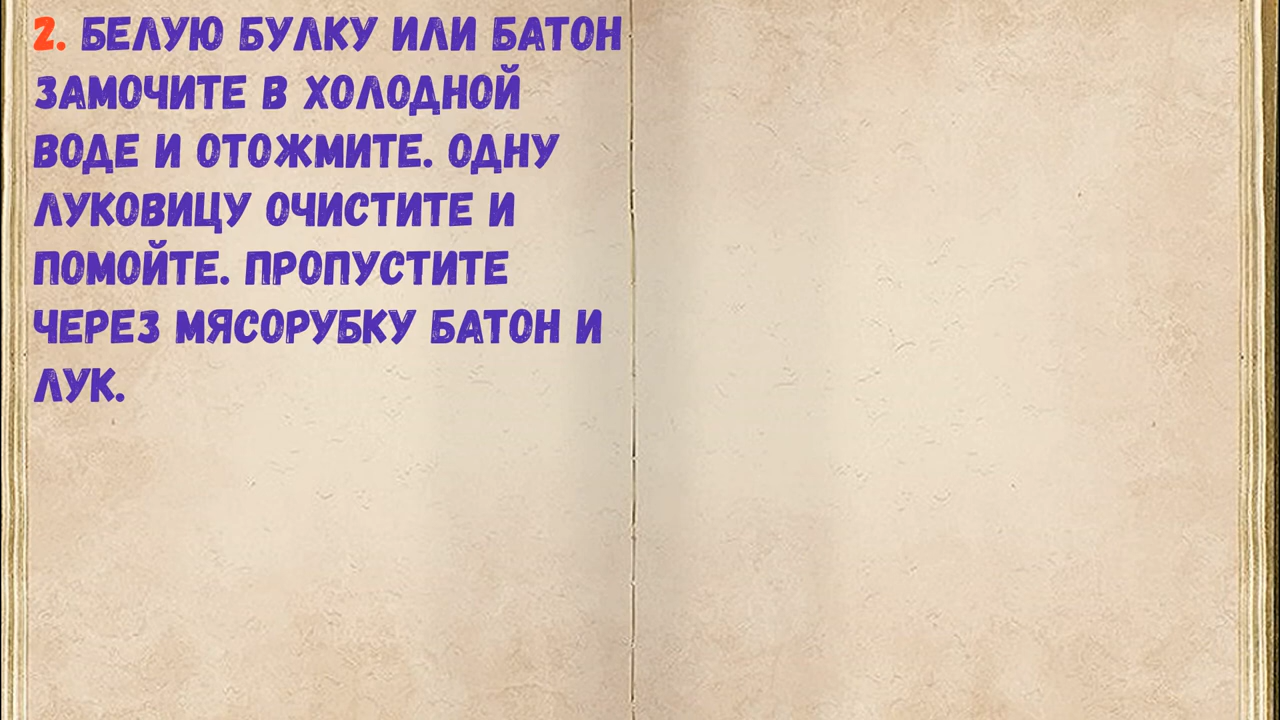 2. БЕЛУЮ БУЛКУ ИЛИ БАТОН
ЗАМОЧИТЕ В ХОЛОДНОЙ
ВОДЕ И ОТОЖМИТЕ. ОДНУ
ЛУКОВИЦУ ОЧИСТИТЕ И
ПОМОЙТЕ. ПРОПУСТИТЕ
ЧЕРЕЗ МЯСОРУБКУ БАТОН И
ЛУК.